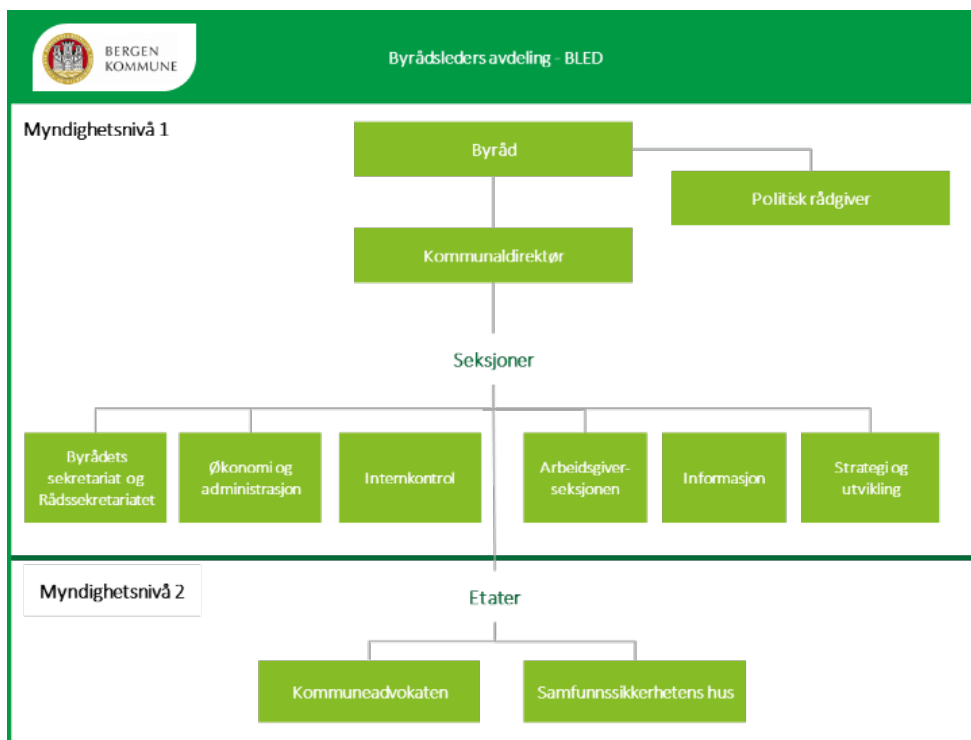 BERGEN
KOMMUNE
Byrådsleders avdeling - BLED
Myndighetsnivå 1
Byråd
Politisk rådgiver
Kommunaldirektør
Seksjoner
Byrådets
sekretariat og
Rådssekretariatet
Økonomi og
administrasjon
Internkontrol
Arbeidsgiver-
seksjonen
Informasjon
Strategi og
utvikling
Myndighetsnivå 2
Etater
Kommuneadvokaten
Samfunnssikkerhetens hus